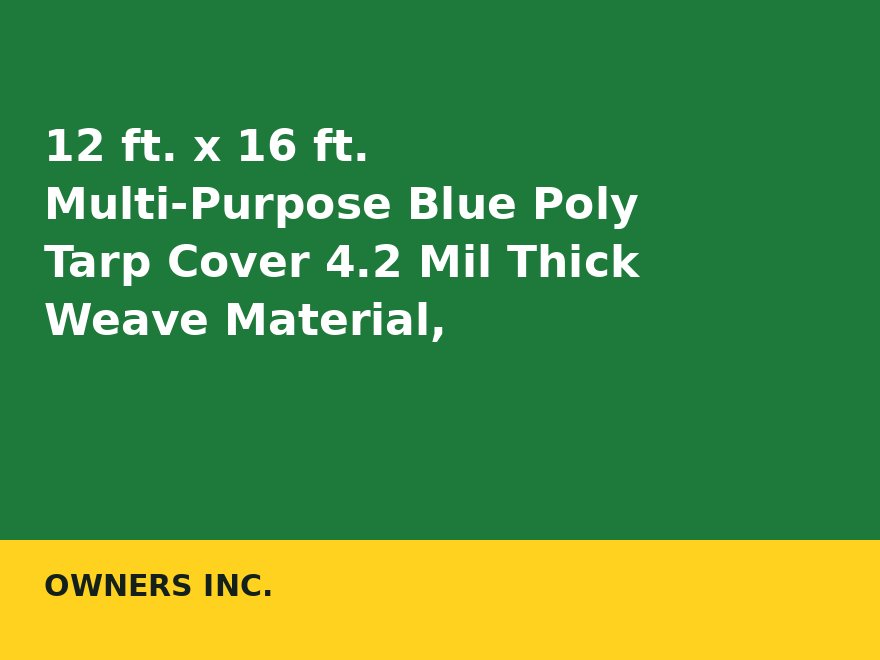 12 ft. x 16 ft.
Multi-Purpose Blue Poly
Tarp Cover 4.2 Mil Thick
Weave Material,
OWNERS INC.